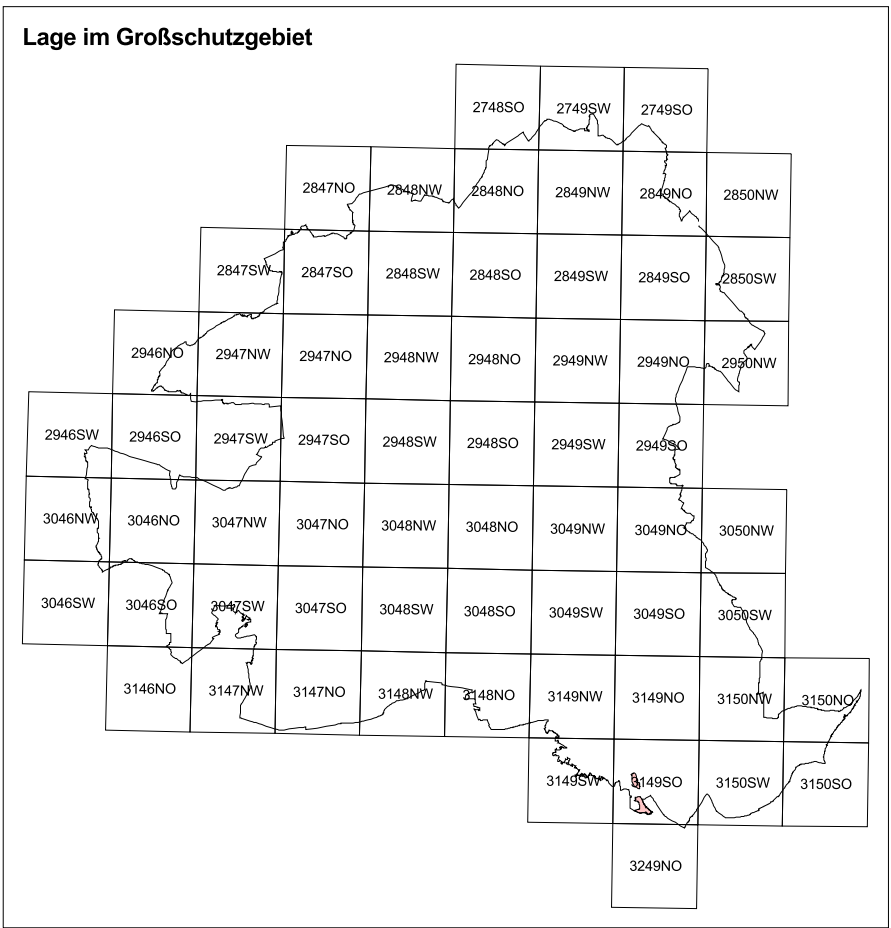 Lage im Großschutzgebiet
2748SO 2749SW 2749SO
2847NO 2848NW 2848NO 2849NW 2849NO 2850NW
2847SW 2847SO 2848SW 2848SO 2849SW 2849SO 2850SW
2946NO 2947NW 2947NO 2948NW 2948NO 2949NW 2949NO 2950NW
2946SW 2946SO 2947SW 2947SO 2948SW 2948SO 2949SW 2949SO
3046NW 3046NO 3047NW 3047NO 3048NW 3048NO 3049NW 3049NO 3050NW
3046SW 3046SO 3047SW 3047SO 3048SW 3048SO 3049SW 3049SO 3050SW
3146NO 3147NW 3147NO 3148NW 3148NO 3149NW 3149NO 3150NW 3150NO
3149SW 3149SO 3150SW 3150SO
3249NO